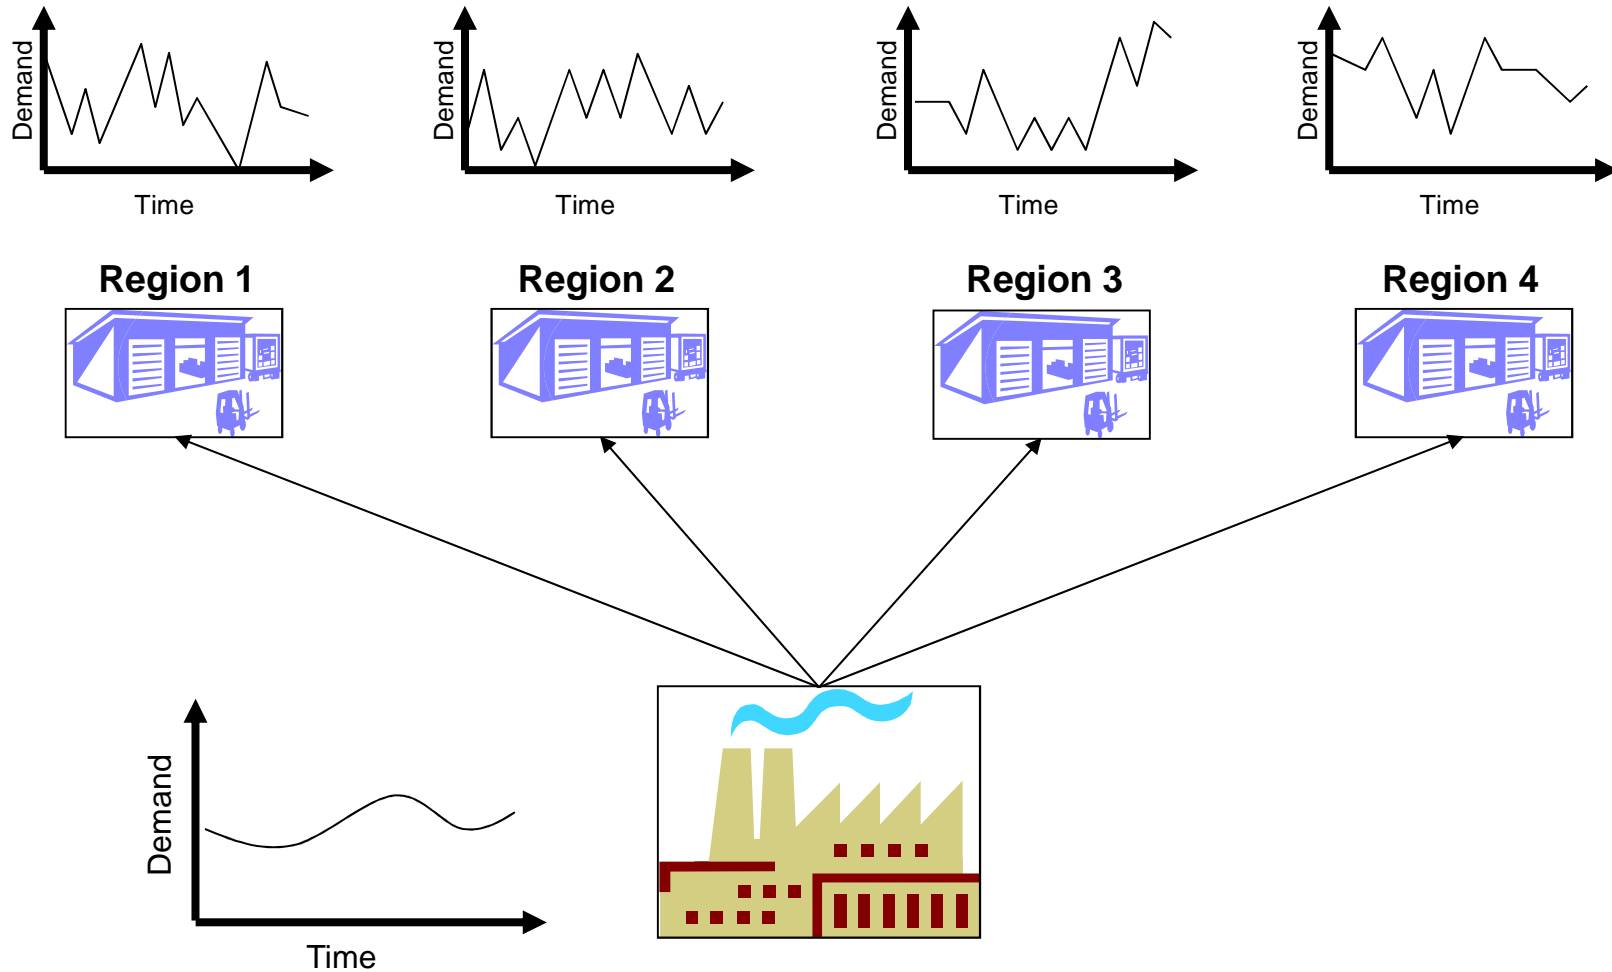 Demand
Time
Demand
Time
Demand
Time
Demand
Time
Region 1
Region 2
Region 3
Region 4
Demand
Time